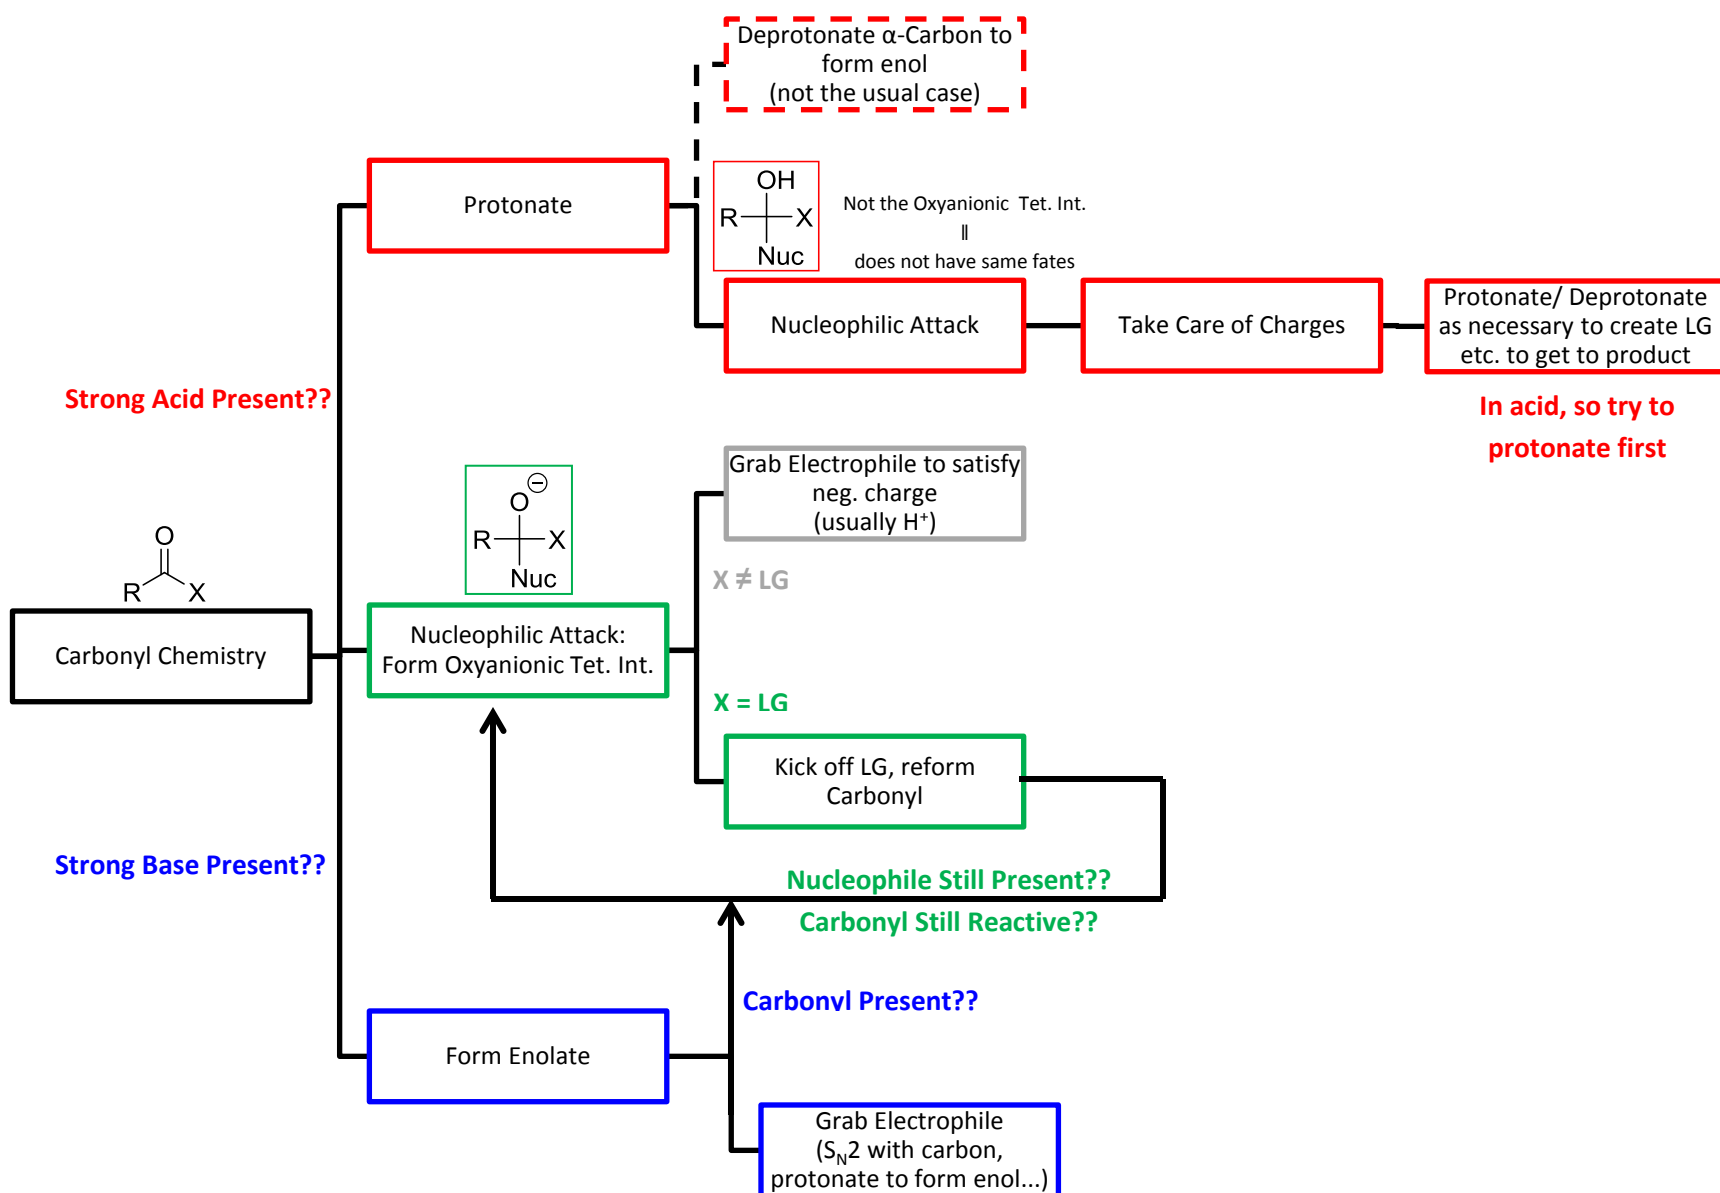 Deprotonate α-Carbon to
form enol
(not the usual case)
Protonate
OH
R
X
Nuc
Not the Oxyanionic Tet. Int.
||
does not have same fates
Nucleophilic Attack
Take Care of Charges
Protonate/ Deprotonate
as necessary to create LG
etc. to get to product
Strong Acid Present??
In acid, so try to
protonate first
O⊖
R
X
Nuc
Grab Electrophile to satisfy
neg. charge
(usually H⁺)
X ≠ LG
O
R
X
Carbonyl Chemistry
Nucleophilic Attack:
Form Oxyanionic Tet. Int.
X = LG
Kick off LG, reform
Carbonyl
Strong Base Present??
Nucleophile Still Present??
Carbonyl Still Reactive??
Carbonyl Present??
Form Enolate
Grab Electrophile
(S_N2 with carbon,
protonate to form enol...)